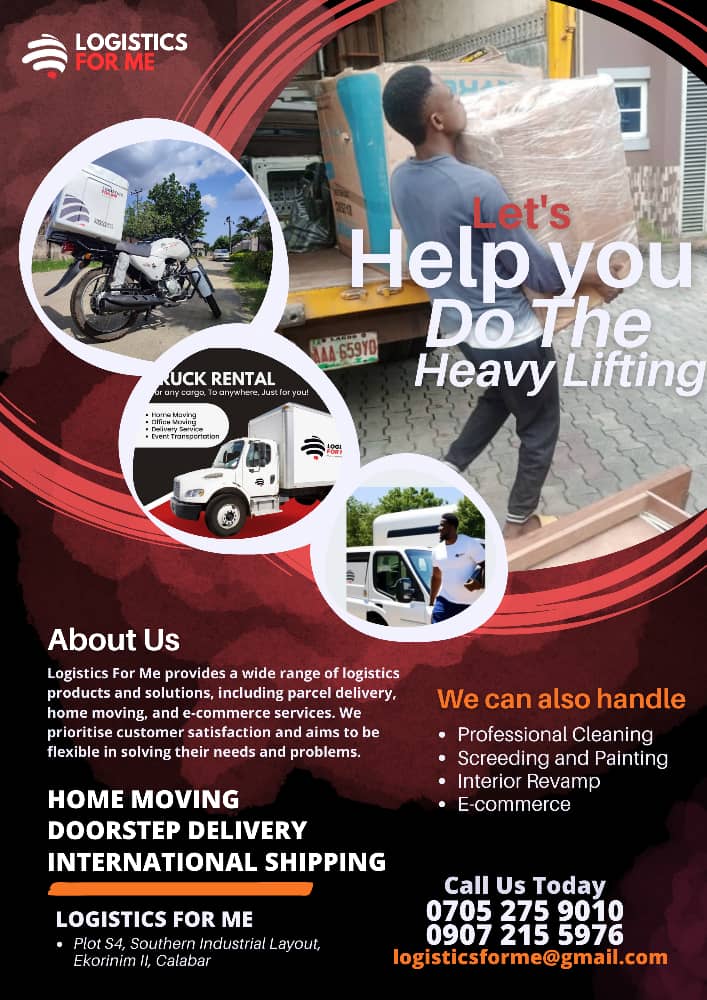 LOGISTICS
FOR ME
Let's
Help you
Do The
Heavy Lifting
LAGOS
AAA 659YD
RUCK RENTAL
or any cargo, To anywhere, Just for you!
• Home Moving
• Office Moving
• Delivery Service
• Event Transportation
About Us
Logistics For Me provides a wide range of logistics
products and solutions, including parcel delivery,
home moving, and e-commerce services. We
prioritise customer satisfaction and aims to be
flexible in solving their needs and problems.
HOME MOVING
DOORSTEP DELIVERY
INTERNATIONAL SHIPPING
LOGISTICS FOR ME
• Plot S4, Southern Industrial Layout,
Ekorinim II, Calabar
We can also handle
• Professional Cleaning
• Screeding and Painting
• Interior Revamp
• E-commerce
Call Us Today
0705 275 9010
0907 215 5976
logisticsforme@gmail.com